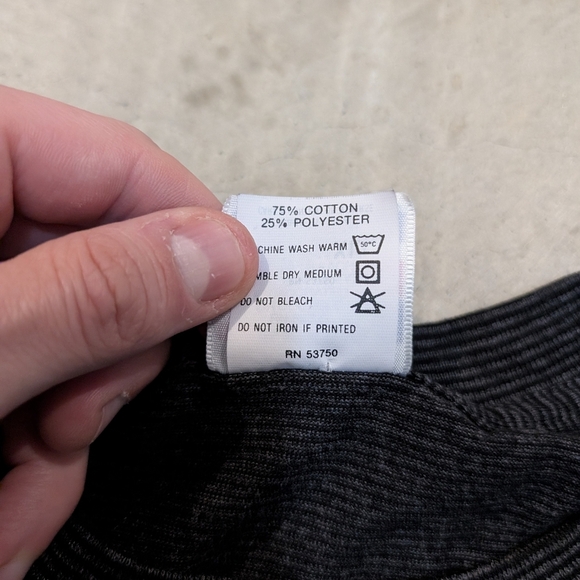 75% COTTON
25% POLYESTER
CHINE WASH WARM 50°C
MBLE DRY MEDIUM
DO NOT BLEACH
DO NOT IRON IF PRINTED
RN 53750